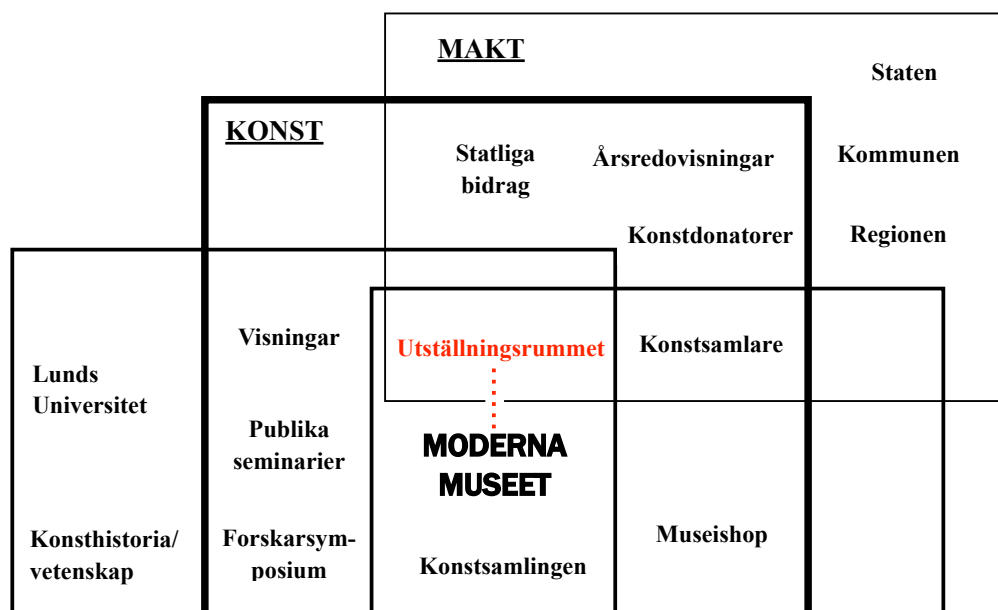 MAKT
Staten
KONST
Statliga
bidrag
Årsredovisningar
Kommunen
Konstdonatorer
Regionen
Visningar
Utställningsrummet
Konstsamlare
Lunds
Universitet
Publika
seminarier
MODERNA
MUSEET
Konsthistoria/
vetenskap
Forskarsym-
posium
Konstsamlingen
Museishop